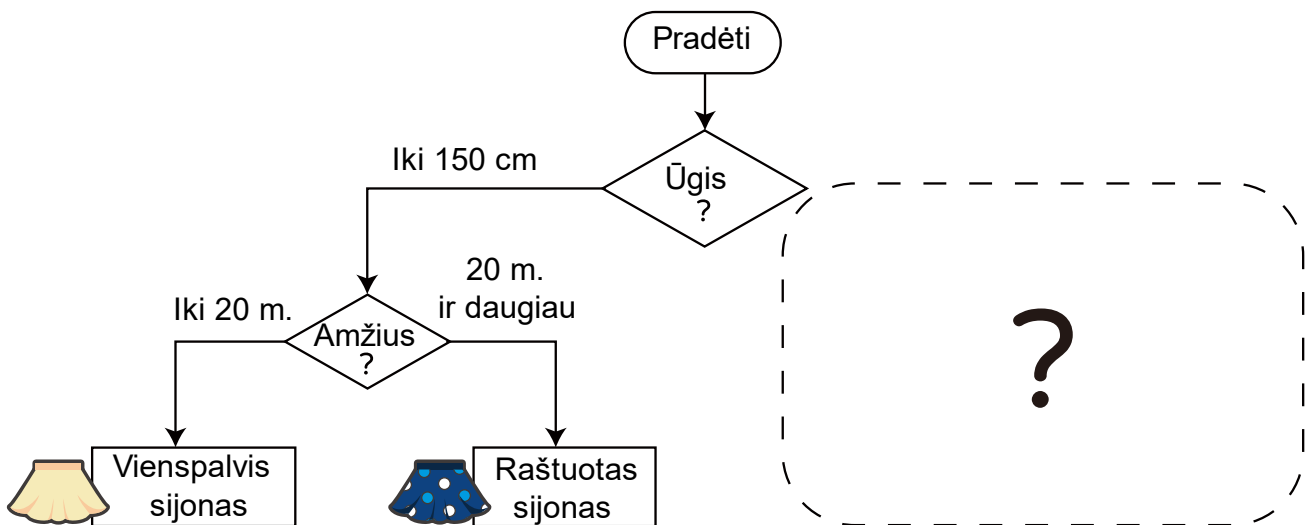 Pradėti
Iki 150 cm
Ūgis
?
20 m.
ir daugiau
Iki 20 m.
Amžius
?
?
Vienspalvis
sijonas
Raštuotas
sijonas